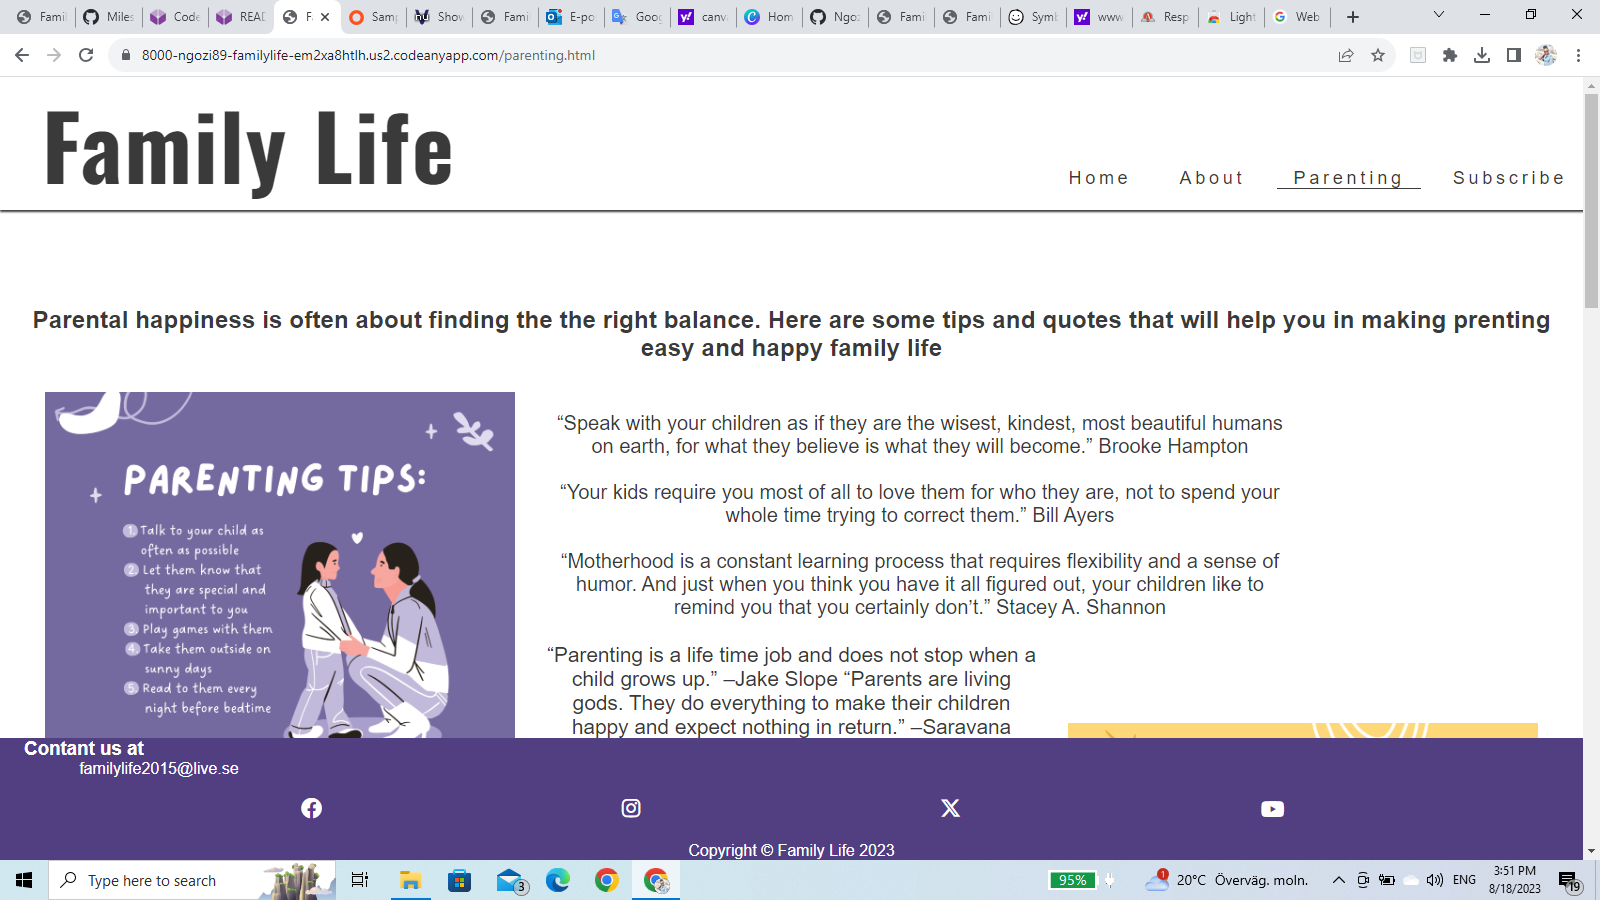 Famil
Miles
Code
READ
F
Samp
Show
Fami
E-po
Goog
canv
Hom
Ngoz
Fami
Fami
Symb
www
Resp
Light
Web
8000-ngozi89-familylife-em2xa8htlh.us2.codeanyapp.com/parenting.html
Family Life
Home About Parenting Subscribe
Parental happiness is often about finding the the right balance. Here are some tips and quotes that will help you in making prenting
easy and happy family life
PARENTING TIPS:
1. Talk to your child as
often as possible
2. Let them know that
they are special and
important to you
3. Play games with them
4. Take them outside on
sunny days
5. Read to them every
night before bedtime
“Speak with your children as if they are the wisest, kindest, most beautiful humans
on earth, for what they believe is what they will become.” Brooke Hampton
“Your kids require you most of all to love them for who they are, not to spend your
whole time trying to correct them.” Bill Ayers
“Motherhood is a constant learning process that requires flexibility and a sense of
humor. And just when you think you have it all figured out, your children like to
remind you that you certainly don’t.” Stacey A. Shannon
“Parenting is a life time job and does not stop when a
child grows up.” –Jake Slope “Parents are living
gods. They do everything to make their children
happy and expect nothing in return.” –Saravana
Contant us at
familylife2015@live.se
Copyright © Family Life 2023
Type here to search
3
95%
1
20°C Överväg. moln.
ENG
3:51 PM
8/18/2023
19